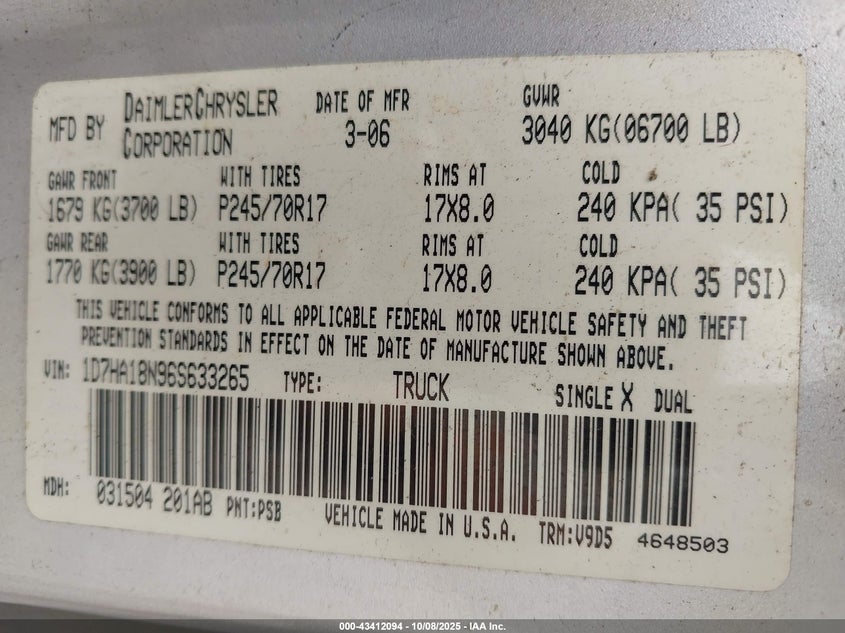 MFD BY DAIMLERCHRYSLER CORPORATION DATE OF MFR 3-06 GVWR 3040 KG(06700 LB)
GAWR FRONT WITH TIRES RIMS AT COLD
1679 KG(3700 LB) P245/70R17 17X8.0 240 KPA( 35 PSI)
GAWR REAR WITH TIRES RIMS AT COLD
1770 KG(3900 LB) P245/70R17 17X8.0 240 KPA( 35 PSI)
THIS VEHICLE CONFORMS TO ALL APPLICABLE FEDERAL MOTOR VEHICLE SAFETY AND THEFT
PREVENTION STANDARDS IN EFFECT ON THE DATE OF MANUFACTURE SHOWN ABOVE.
VIN: 1D7HA18N96S633265 TYPE: TRUCK SINGLE X DUAL
MDH: 031504 201AB PNT:PSB VEHICLE MADE IN U.S.A. TRM:V9D5 4648503
000-43412094 - 10/08/2025 - IAA Inc.